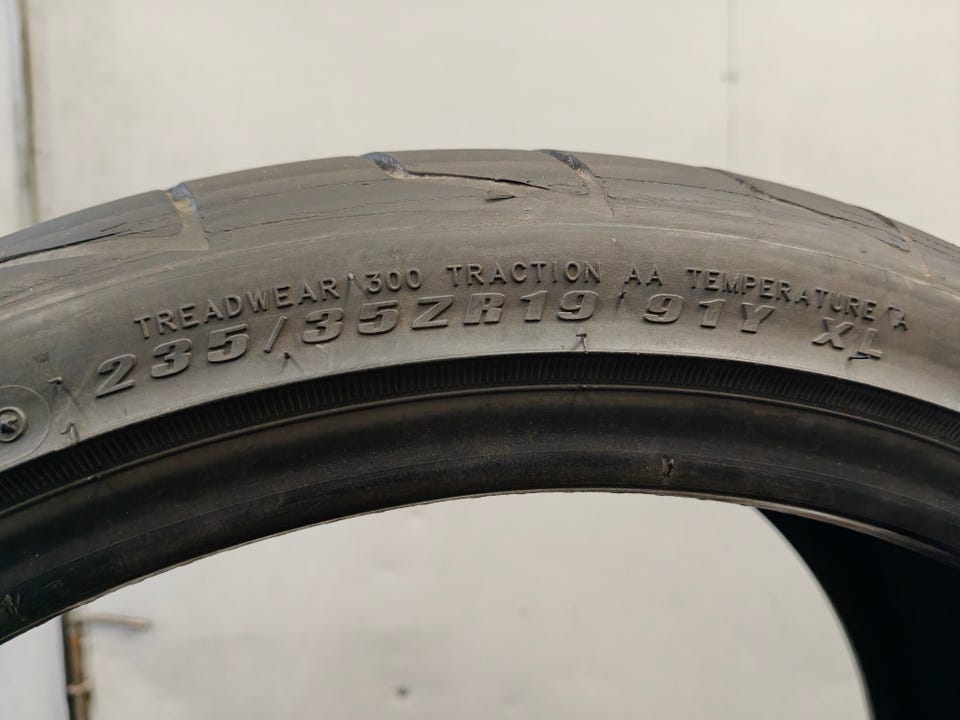 TREADWEAR 300 TRACTION AA TEMPERATURE A
235/35ZR19 91Y XL